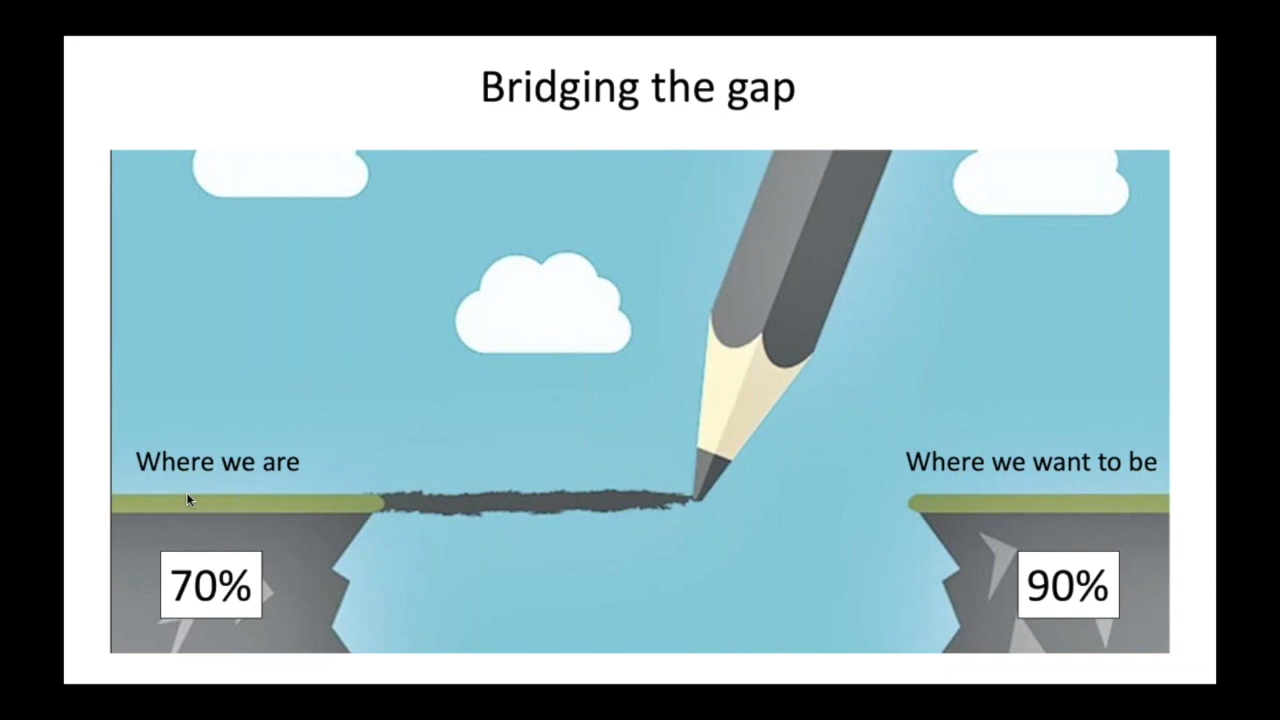 Bridging the gap
Where we are
Where we want to be
70%
90%